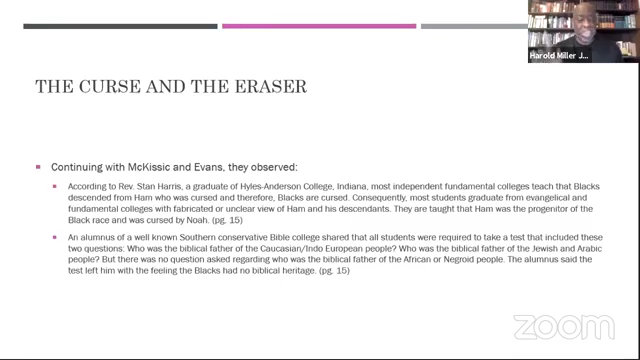 Harold Miller J...
THE CURSE AND THE ERASER
Continuing with McKissic and Evans, they observed:
According to Rev. Stan Harris, a graduate of Hyles-Anderson College, Indiana, most independent fundamental colleges teach that Blacks
descended from Ham who was cursed and therefore, Blacks are cursed. Consequently, most students graduate from evangelical and
fundamental colleges with fabricated or unclear view of Ham and his descendants. They are taught that Ham was the progenitor of the
Black race and was cursed by Noah. (pg. 15)
An alumnus of a well known Southern conservative Bible college shared that all students were required to take a test that included these
two questions: Who was the biblical father of the Caucasian/Indo European people? Who was the biblical father of the Jewish and Arabic
people? But there was no question asked regarding who was the biblical father of the African or Negroid people. The alumnus said the
test left him with the feeling the Blacks had no biblical heritage. (pg. 15)
zoom